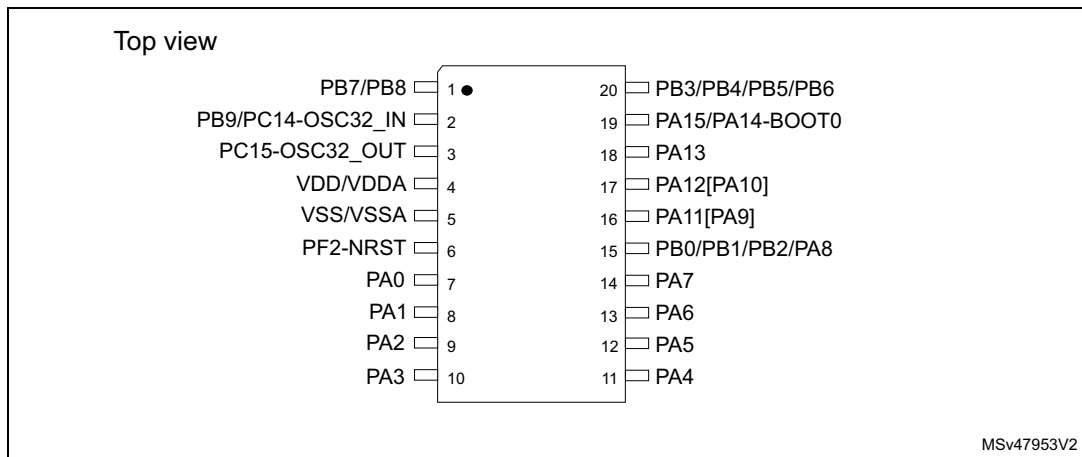 Top view
PB7/PB8 1 20 PB3/PB4/PB5/PB6
PB9/PC14-OSC32_IN 2 19 PA15/PA14-BOOT0
PC15-OSC32_OUT 3 18 PA13
VDD/VDDA 4 17 PA12[PA10]
VSS/VSSA 5 16 PA11[PA9]
PF2-NRST 6 15 PB0/PB1/PB2/PA8
PA0 7 14 PA7
PA1 8 13 PA6
PA2 9 12 PA5
PA3 10 11 PA4
MSv47953V2